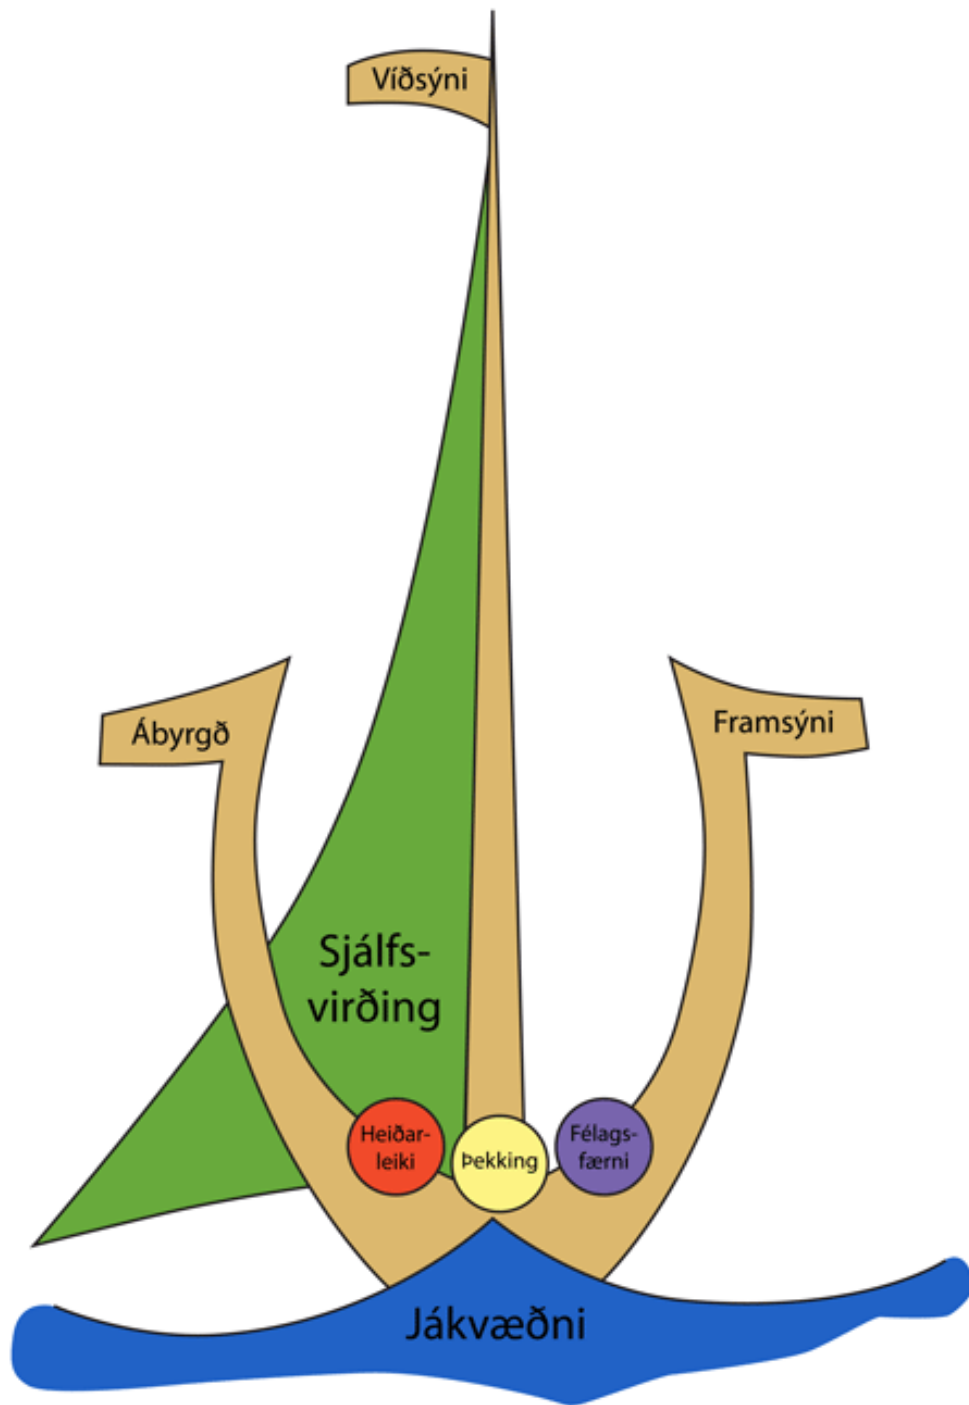 Víðsýni
Ábyrgð
Framsýni
Sjálfs-
virðing
Heiðar-
leiki
Þekking
Félags-
færni
Jákvæðni